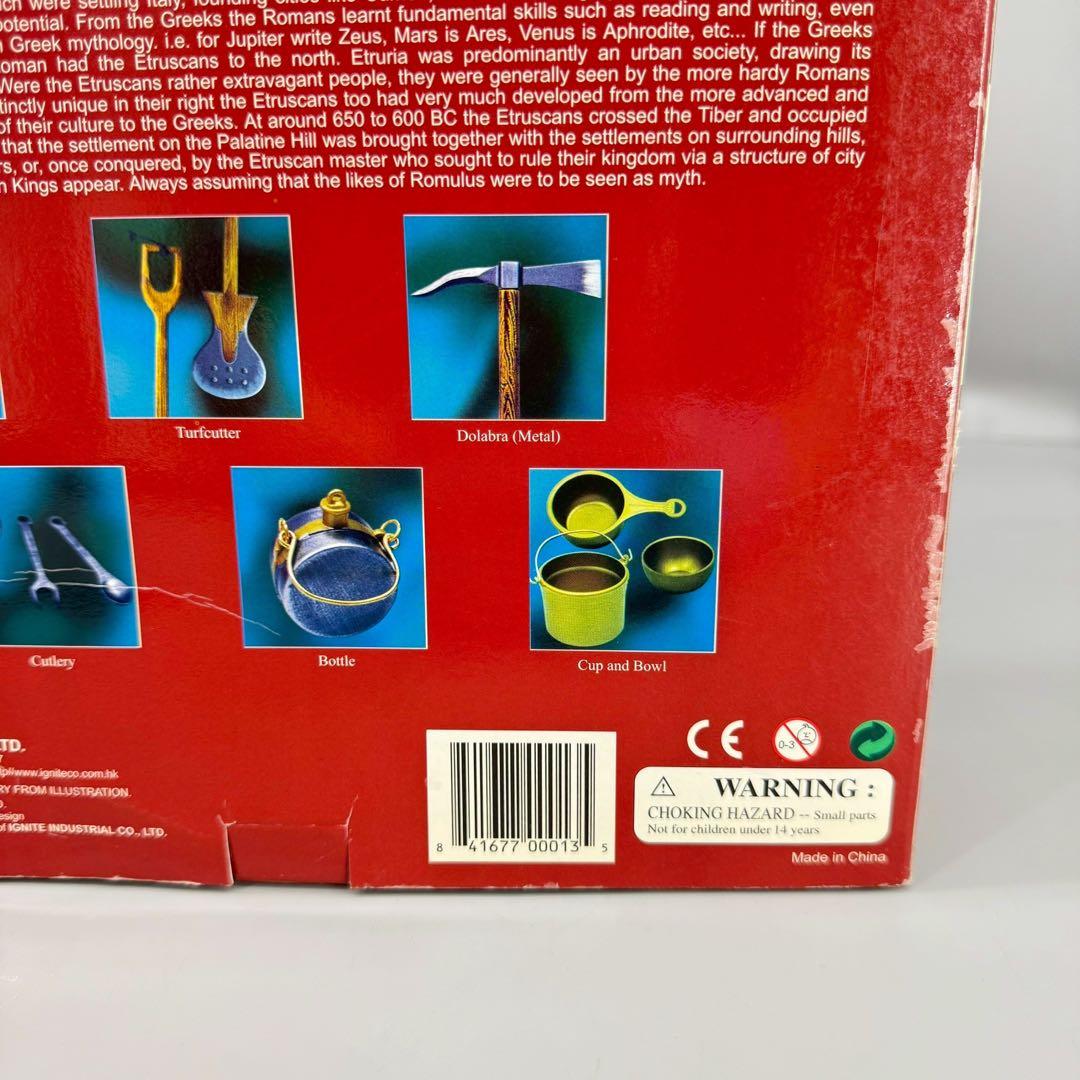 potential. From the Greeks the Romans learnt fundamental skills such as reading and writing, even
Greek mythology. i.e. for Jupiter write Zeus, Mars is Ares, Venus is Aphrodite, etc... If the Greeks
had the Etruscans to the north. Etruria was predominantly an urban society, drawing its
Were the Etruscans rather extravagant people, they were generally seen by the more hardy Romans
unique in their right the Etruscans too had very much developed from the more advanced and
of their culture to the Greeks. At around 650 to 600 BC the Etruscans crossed the Tiber and occupied
that the settlement on the Palatine Hill was brought together with the settlements on surrounding hills,
or, once conquered, by the Etruscan master who sought to rule their kingdom via a structure of city
Kings appear. Always assuming that the likes of Romulus were to be seen as myth.
Turfcutter
Dolabra (Metal)
Cutlery
Bottle
Cup and Bowl
LTD.
www.igniteco.com.hk
FROM ILLUSTRATION.
of IGNITE INDUSTRIAL CO., LTD.
8 41677 00013 5
CE
0-3
WARNING :
CHOKING HAZARD -- Small parts
Not for children under 14 years
Made in China